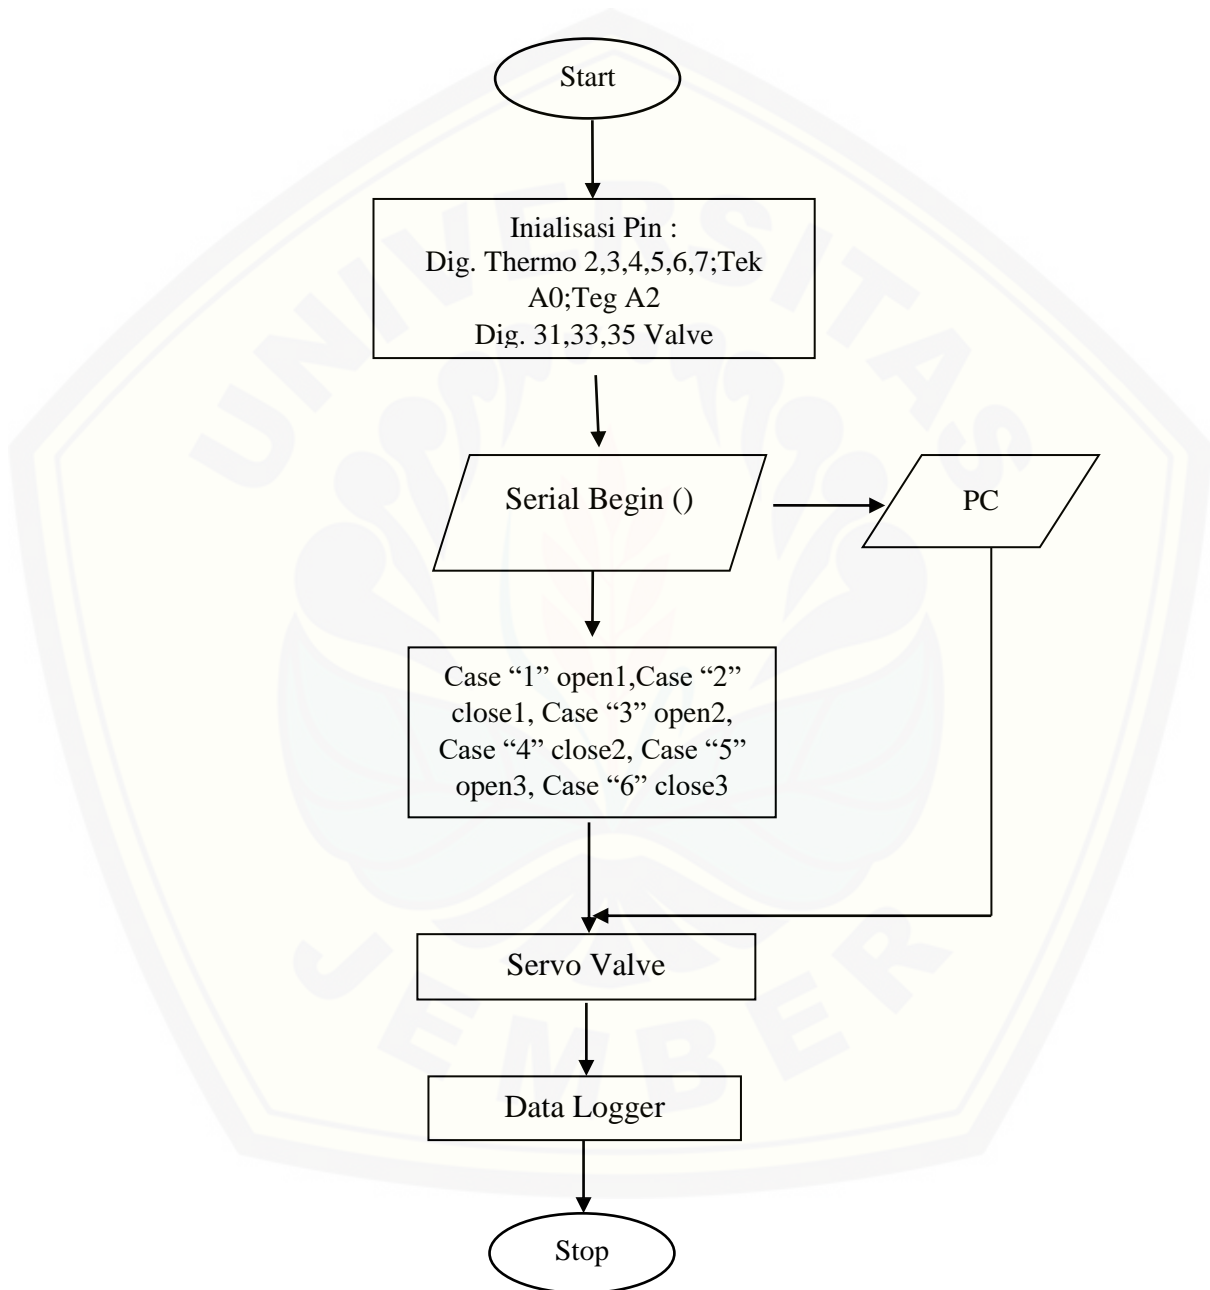 Start
Inialisasi Pin :
Dig. Thermo 2,3,4,5,6,7;Tek
A0;Teg A2
Dig. 31,33,35 Valve
Serial Begin ()
PC
Case “1” open1,Case “2”
close1, Case “3” open2,
Case “4” close2, Case “5”
open3, Case “6” close3
Servo Valve
Data Logger
Stop
UNIVERSITAS
JEMBER